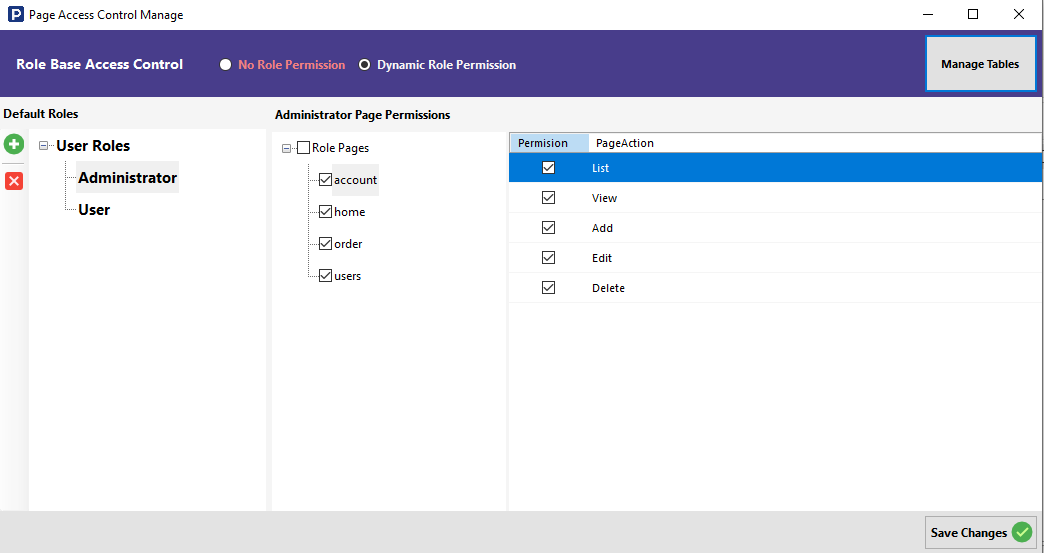 P Page Access Control Manage
Role Base Access Control No Role Permission Dynamic Role Permission Manage Tables
Default Roles
Administrator Page Permissions
User Roles
Administrator
User
Role Pages
account
home
order
users
Permision PageAction
List
View
Add
Edit
Delete
Save Changes